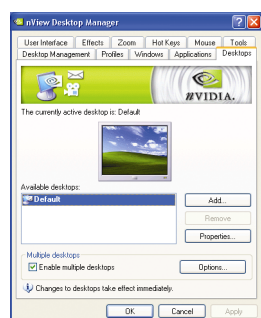 nView Desktop Manager
User Interface Effects Zoom Hot Keys Mouse Tools
Desktop Management Profiles Windows Applications Desktops
NVIDIA.
The currently active desktop is: Default
Available desktops:
Default
Add...
Remove
Properties...
Multiple desktops
Enable multiple desktops
Options...
Changes to desktops take effect immediately.
OK Cancel Apply